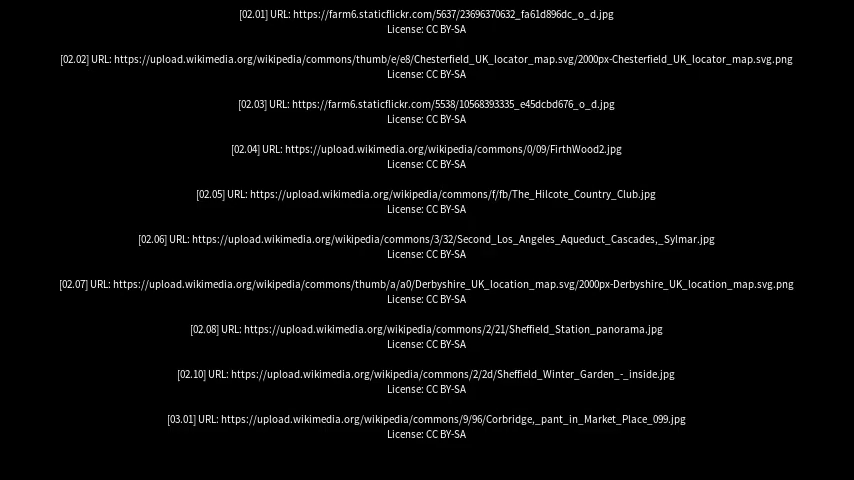 [02.01] URL: https://farm6.staticflickr.com/5637/23696370632_fa61d896dc_o_d.jpg
License: CC BY-SA
[02.02] URL: https://upload.wikimedia.org/wikipedia/commons/thumb/e/e8/Chesterfield_UK_locator_map.svg/2000px-Chesterfield_UK_locator_map.svg.png
License: CC BY-SA
[02.03] URL: https://farm6.staticflickr.com/5538/10568393335_e45dcbd676_o_d.jpg
License: CC BY-SA
[02.04] URL: https://upload.wikimedia.org/wikipedia/commons/0/09/FirthWood2.jpg
License: CC BY-SA
[02.05] URL: https://upload.wikimedia.org/wikipedia/commons/f/fb/The_Hilcote_Country_Club.jpg
License: CC BY-SA
[02.06] URL: https://upload.wikimedia.org/wikipedia/commons/3/32/Second_Los_Angeles_Aqueduct_Cascades,_Sylmar.jpg
License: CC BY-SA
[02.07] URL: https://upload.wikimedia.org/wikipedia/commons/thumb/a/a0/Derbyshire_UK_location_map.svg/2000px-Derbyshire_UK_location_map.svg.png
License: CC BY-SA
[02.08] URL: https://upload.wikimedia.org/wikipedia/commons/2/21/Sheffield_Station_panorama.jpg
License: CC BY-SA
[02.10] URL: https://upload.wikimedia.org/wikipedia/commons/2/2d/Sheffield_Winter_Garden_-_inside.jpg
License: CC BY-SA
[03.01] URL: https://upload.wikimedia.org/wikipedia/commons/9/96/Corbridge,_pant_in_Market_Place_099.jpg
License: CC BY-SA